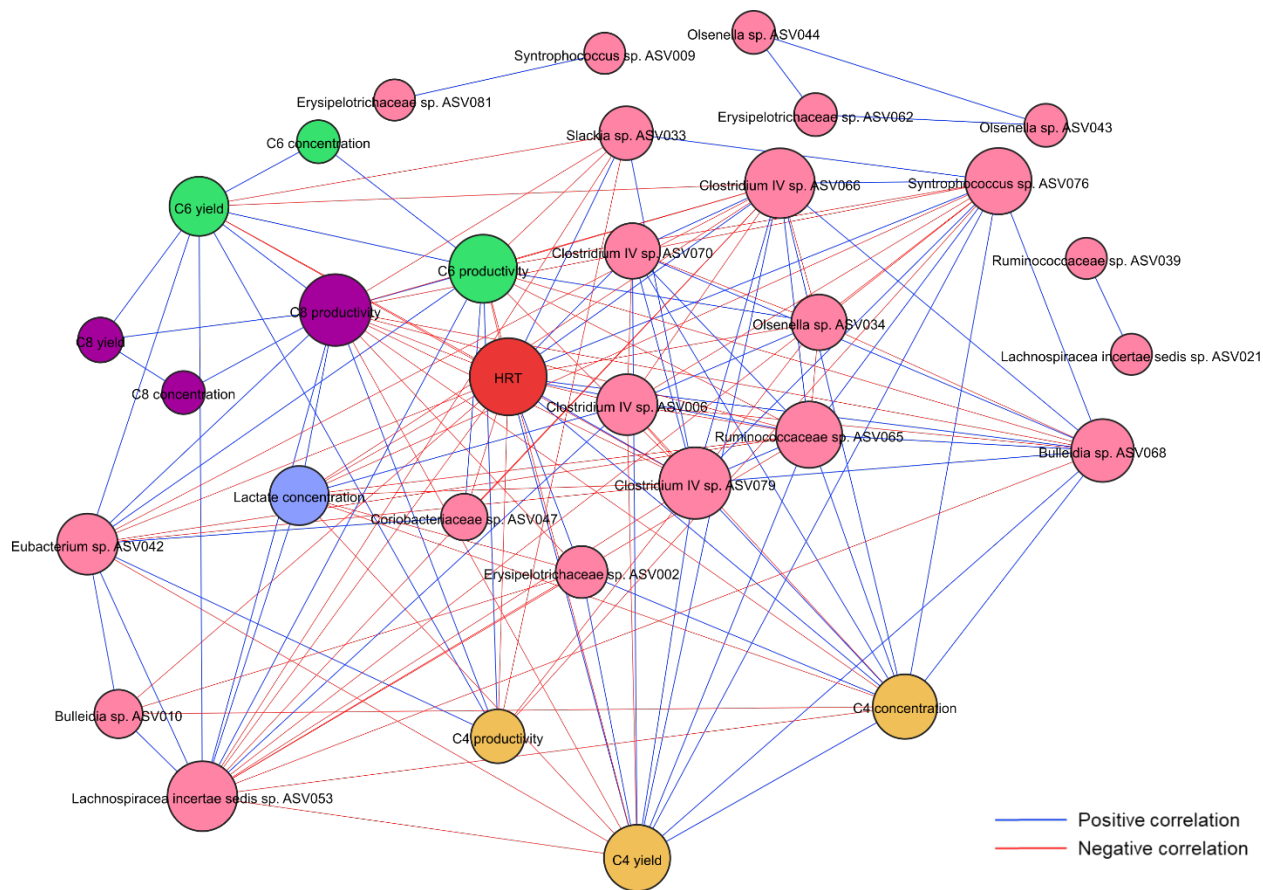 Olsenella sp. ASV044
Syntrophococcus sp. ASV009
Erysipelotrichaceae sp. ASV081
Erysipelotrichaceae sp. ASV062
Olsenella sp. ASV043
Slackia sp. ASV033
C6 concentration
Clostridium IV sp. ASV066
Syntrophococcus sp. ASV076
C6 yield
Clostridium IV sp. ASV070
Ruminococcaceae sp. ASV039
C6 productivity
C8 productivity
Olsenella sp. ASV034
C8 yield
Lachnospiracea incertae sedis sp. ASV021
HRT
C8 concentration
Clostridium IV sp. ASV006
Ruminococcaceae sp. ASV065
Bulleidia sp. ASV068
Clostridium IV sp. ASV079
Lactate concentration
Coriobacteriaceae sp. ASV047
Eubacterium sp. ASV042
Erysipelotrichaceae sp. ASV002
C4 concentration
Bulleidia sp. ASV010
C4 productivity
Lachnospiracea incertae sedis sp. ASV053
Positive correlation
Negative correlation
C4 yield